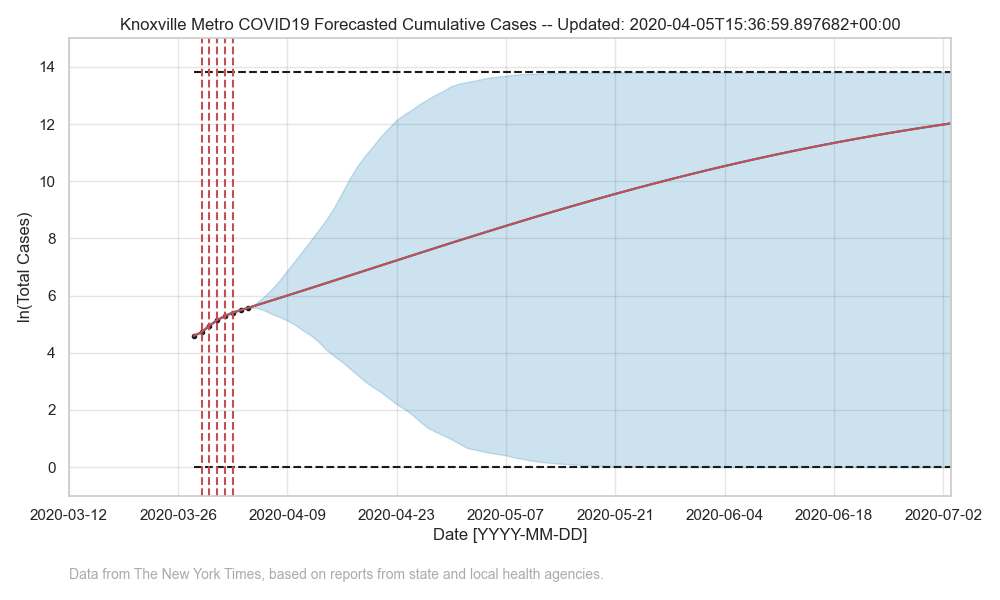 Knoxville Metro COVID19 Forecasted Cumulative Cases -- Updated: 2020-04-05T15:36:59.897682+00:00
14
12
10
8
6
4
2
0
ln(Total Cases)
2020-03-12 2020-03-26 2020-04-09 2020-04-23 2020-05-07 2020-05-21 2020-06-04 2020-06-18 2020-07-02
Date [YYYY-MM-DD]
Data from The New York Times, based on reports from state and local health agencies.